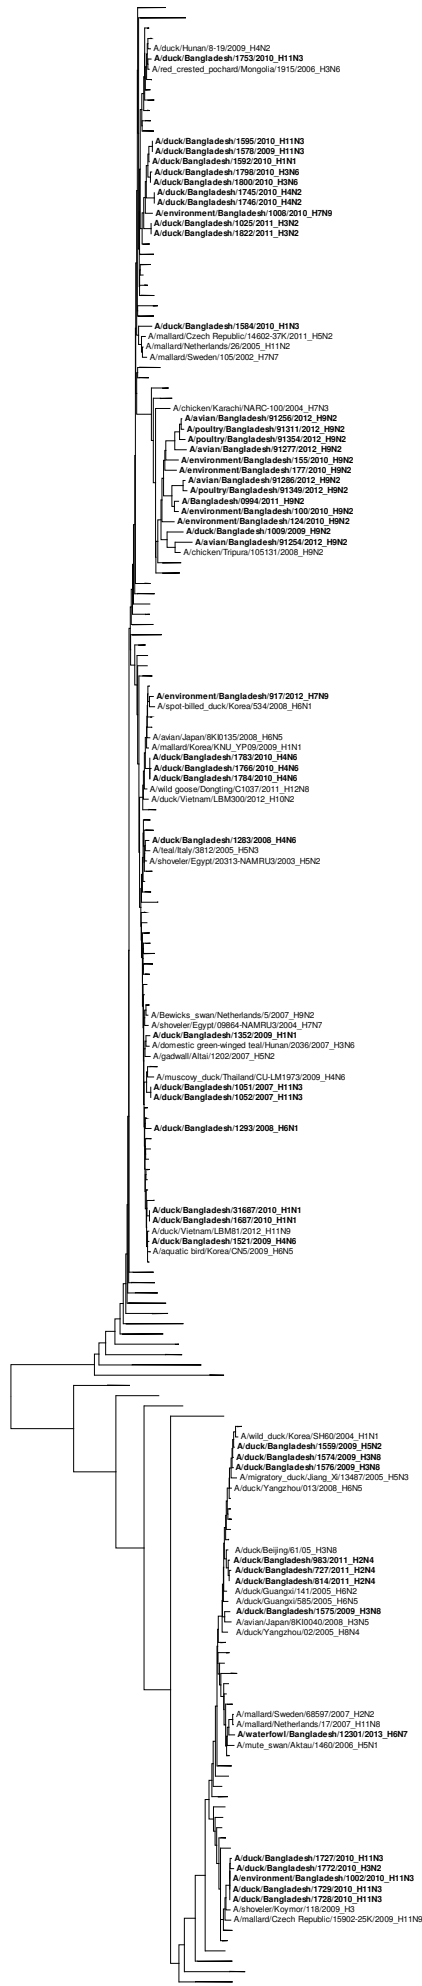 A/duck/Hunan/8-19/2009_H4N2
A/duck/Bangladesh/1753/2010_H11N3
A/red_crested_pochard/Mongolia/1915/2006_H3N6
A/duck/Bangladesh/1595/2010_H11N3
A/duck/Bangladesh/1578/2009_H11N3
A/duck/Bangladesh/1592/2010_H1N1
A/duck/Bangladesh/1798/2010_H3N6
A/duck/Bangladesh/1800/2010_H3N6
A/duck/Bangladesh/1745/2010_H4N2
A/duck/Bangladesh/1746/2010_H4N2
A/environment/Bangladesh/1008/2010_H7N9
A/duck/Bangladesh/1025/2011_H3N2
A/duck/Bangladesh/1822/2011_H3N2
A/duck/Bangladesh/1584/2010_H1N3
A/mallard/Czech Republic/14602-37K/2011_H5N2
A/mallard/Netherlands/26/2005_H11N2
A/mallard/Sweden/105/2002_H7N7
A/chicken/Karachi/NARC-100/2004_H7N3
A/avian/Bangladesh/91256/2012_H9N2
A/poultry/Bangladesh/91311/2012_H9N2
A/poultry/Bangladesh/91354/2012_H9N2
A/avian/Bangladesh/91277/2012_H9N2
A/environment/Bangladesh/155/2010_H9N2
A/environment/Bangladesh/177/2010_H9N2
A/avian/Bangladesh/91286/2012_H9N2
A/poultry/Bangladesh/91349/2012_H9N2
A/Bangladesh/0994/2011_H9N2
A/environment/Bangladesh/100/2010_H9N2
A/environment/Bangladesh/124/2010_H9N2
A/duck/Bangladesh/1009/2009_H9N2
A/avian/Bangladesh/91254/2012_H9N2
A/chicken/Tripura/105131/2008_H9N2
A/environment/Bangladesh/917/2012_H7N9
A/spot-billed_duck/Korea/534/2008_H6N1
A/avian/Japan/8KI0135/2008_H6N5
A/mallard/Korea/KNU_YP09/2009_H1N1
A/duck/Bangladesh/1783/2010_H4N6
A/duck/Bangladesh/1766/2010_H4N6
A/duck/Bangladesh/1784/2010_H4N6
A/wild goose/Dongting/C1037/2011_H12N8
A/duck/Vietnam/LBM300/2012_H10N2
A/duck/Bangladesh/1283/2008_H4N6
A/teal/Italy/3812/2005_H5N3
A/shoveler/Egypt/20313-NAMRU3/2003_H5N2
A/Bewicks_swan/Netherlands/5/2007_H9N2
A/shoveler/Egypt/09864-NAMRU3/2004_H7N7
A/duck/Bangladesh/1352/2009_H1N1
A/domestic green-winged teal/Hunan/2036/2007_H3N6
A/gadwall/Altai/1202/2007_H5N2
A/muscovy_duck/Thailand/CU-LM1973/2009_H4N6
A/duck/Bangladesh/1051/2007_H11N3
A/duck/Bangladesh/1052/2007_H11N3
A/duck/Bangladesh/1293/2008_H6N1
A/duck/Bangladesh/31687/2010_H1N1
A/duck/Bangladesh/1687/2010_H1N1
A/duck/Vietnam/LBM81/2012_H11N9
A/duck/Bangladesh/1521/2009_H4N6
A/aquatic bird/Korea/CN5/2009_H6N5
A/wild_duck/Korea/SH60/2004_H1N1
A/duck/Bangladesh/1559/2009_H5N2
A/duck/Bangladesh/1574/2009_H3N8
A/duck/Bangladesh/1576/2009_H3N8
A/migratory_duck/Jiang_Xi/13487/2005_H5N3
A/duck/Yangzhou/013/2008_H6N5
A/duck/Beijing/61/05_H3N8
A/duck/Bangladesh/983/2011_H2N4
A/duck/Bangladesh/727/2011_H2N4
A/duck/Bangladesh/814/2011_H2N4
A/duck/Guangxi/141/2005_H6N2
A/duck/Guangxi/585/2005_H6N5
A/duck/Bangladesh/1575/2009_H3N8
A/avian/Japan/8KI0040/2008_H3N5
A/duck/Yangzhou/02/2005_H8N4
A/mallard/Sweden/68597/2007_H2N2
A/mallard/Netherlands/17/2007_H11N8
A/waterfowl/Bangladesh/12301/2013_H6N7
A/mute_swan/Aktau/1460/2006_H5N1
A/duck/Bangladesh/1727/2010_H11N3
A/duck/Bangladesh/1772/2010_H3N2
A/environment/Bangladesh/1002/2010_H11N3
A/duck/Bangladesh/1729/2010_H11N3
A/duck/Bangladesh/1728/2010_H11N3
A/shoveler/Koymor/118/2009_H3
A/mallard/Czech Republic/15902-25K/2009_H11N9